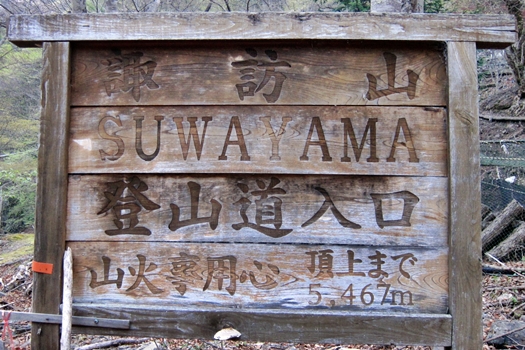 諏訪山
SUWAYAMA
登山道入口
山火事用心 頂上まで
5,467m